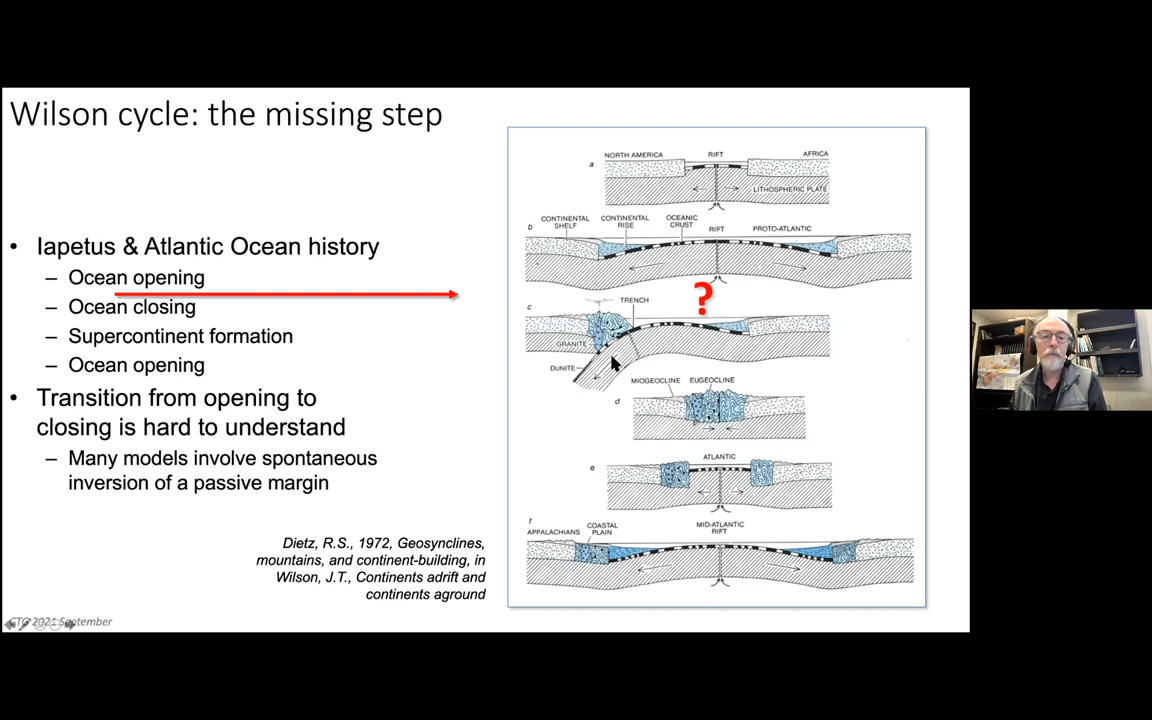 Wilson cycle: the missing step
• Iapetus & Atlantic Ocean history
– Ocean opening
– Ocean closing
– Supercontinent formation
– Ocean opening
• Transition from opening to
closing is hard to understand
– Many models involve spontaneous
inversion of a passive margin
Dietz, R.S., 1972, Geosynclines,
mountains, and continent-building, in
Wilson, J.T., Continents adrift and
continents aground
2021 September
a
NORTH AMERICA RIFT AFRICA
LITHOSPHERIC PLATE
b
CONTINENTAL SHELF
CONTINENTAL RISE
OCEANIC CRUST
RIFT
PROTO-ATLANTIC
?
c
TRENCH
GRANITE
DUNITE
d
MIOGEOCLINE EUGEOCLINE
e
ATLANTIC
f
APPALACHIANS
COASTAL PLAIN
MID-ATLANTIC RIFT